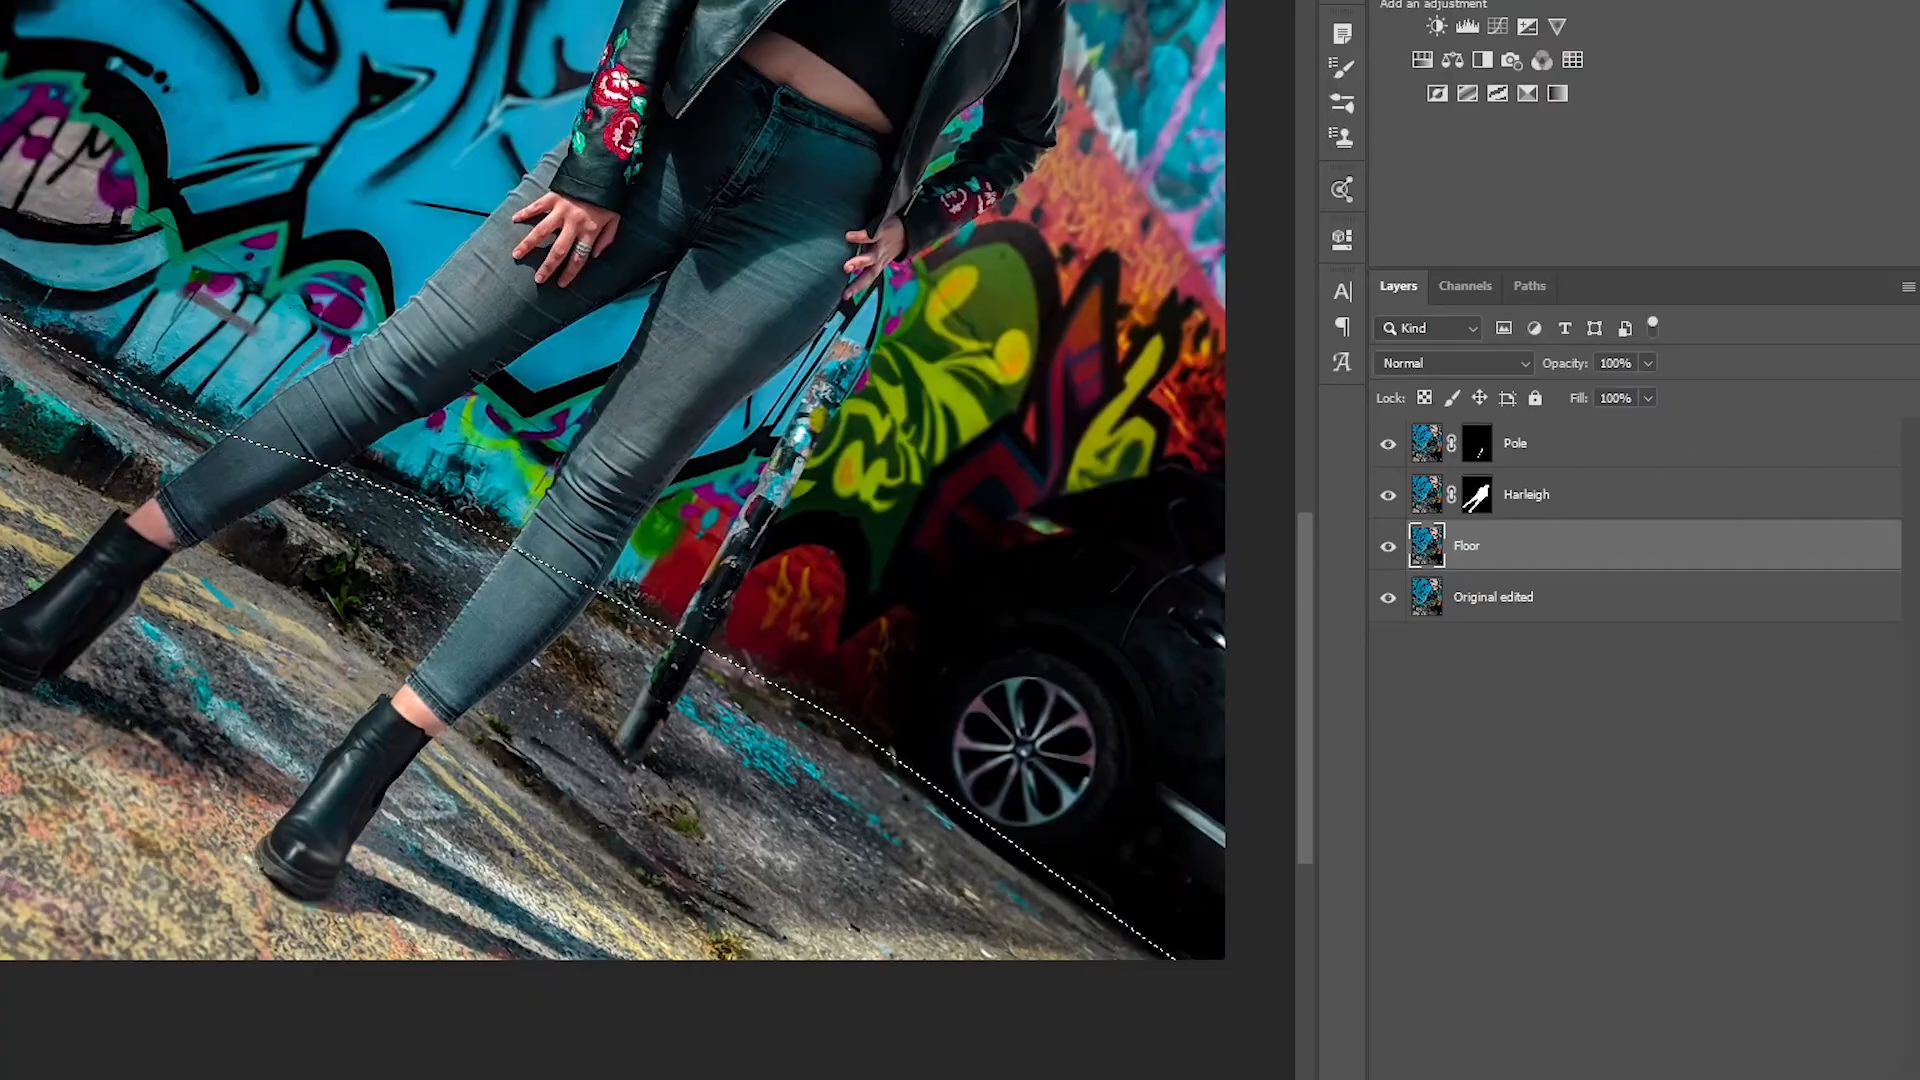 Add an adjustment
Layers
Channels
Paths
Kind
Normal
Opacity: 100%
Lock:
Fill: 100%
Pole
Harleigh
Floor
Original edited